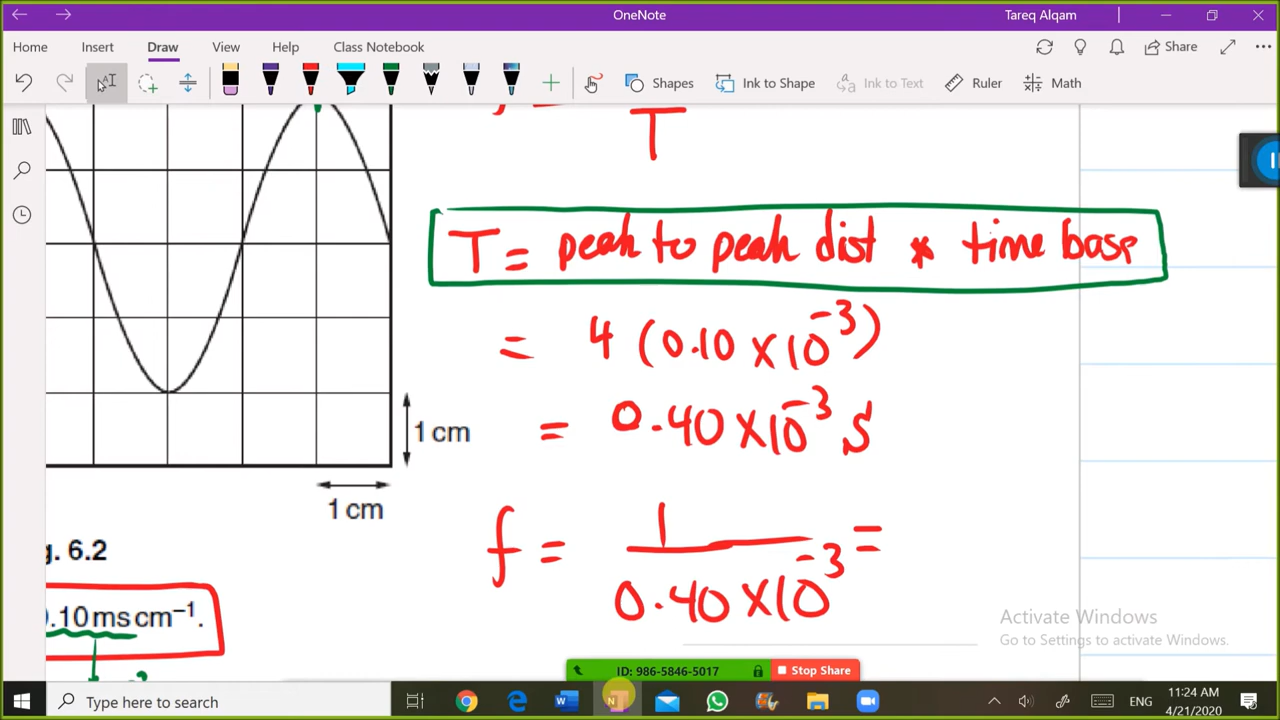 OneNote
Tareq Alqam
Home Insert Draw View Help Class Notebook
Share
Shapes Ink to Shape Ink to Text Ruler Math
T
T = peak to peak dist * time base
= 4 (0.10 × 10⁻³)
= 0.40 × 10⁻³ s
1 cm
1 cm
f = 1 / 0.40 × 10⁻³ =
g. 6.2
.10 ms cm⁻¹.
Activate Windows
Go to Settings to activate Windows.
ID: 986-5846-5017 Stop Share
Type here to search
ENG
11:24 AM
4/21/2020